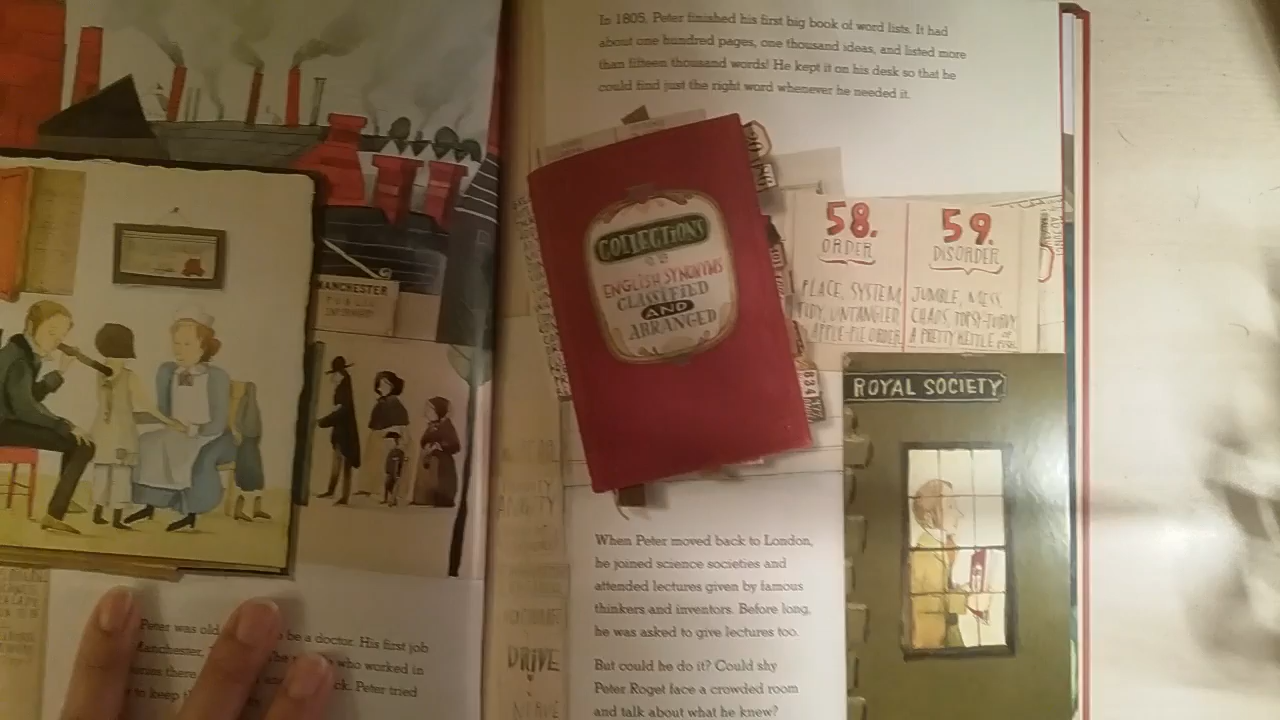 MANCHESTER
PUBLIC
INFIRMARY
Peter was old
be a doctor. His first job
Manchester,
who worked in
there
Peter tried
to keep
In 1805, Peter finished his first big book of word lists. It had
about one hundred pages, one thousand ideas, and listed more
than fifteen thousand words! He kept it on his desk so that he
could find just the right word whenever he needed it.
COLLECTIONS
OF
ENGLISH SYNONYMS
CLASSIFIED
AND
ARRANGED
58.
ORDER
PLACE, SYSTEM,
TIDY, UNTANGLED
APPLE-PIE ORDER
59.
DISORDER
JUMBLE, MESS,
CHAOS, TOPSY-TURVY
A PRETTY KETTLE OF FISH
ROYAL SOCIETY
When Peter moved back to London,
he joined science societies and
attended lectures given by famous
thinkers and inventors. Before long,
he was asked to give lectures too.
But could he do it? Could shy
Peter Roget face a crowded room
and talk about what he knew?
DRIVE
NERVE